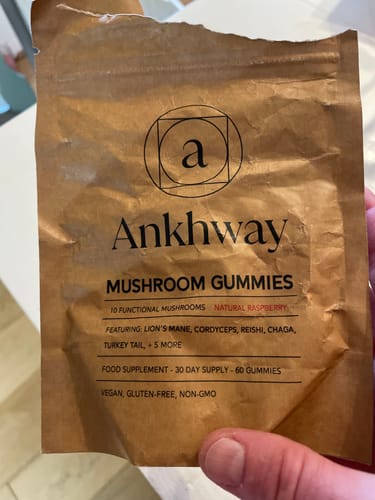 a
Ankhway
MUSHROOM GUMMIES
10 FUNCTIONAL MUSHROOMS - NATURAL RASPBERRY
FEATURING: LION'S MANE, CORDYCEPS, REISHI, CHAGA,
TURKEY TAIL, + 5 MORE
FOOD SUPPLEMENT - 30 DAY SUPPLY - 60 GUMMIES
VEGAN, GLUTEN-FREE, NON-GMO